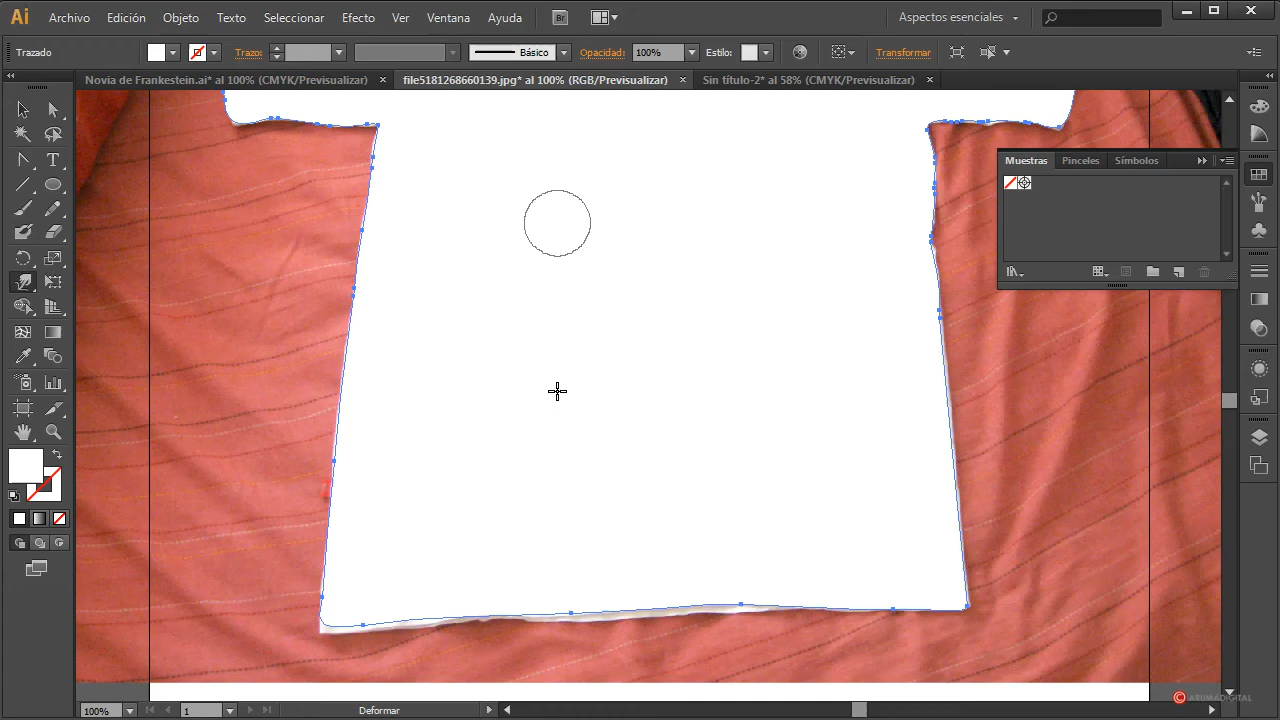 Ai Archivo Edición Objeto Texto Seleccionar Efecto Ver Ventana Ayuda Br Aspectos esenciales
Trazado Trazo: Básico Opacidad: 100% Estilo: Transformar
Novia de Frankestein.ai* al 100% (CMYK/Previsualizar) file5181268660139.jpg* al 100% (RGB/Previsualizar) Sin título-2* al 58% (CMYK/Previsualizar)
Muestras Pinceles Símbolos
© ARUMADIGITAL
100% 1 Deformar